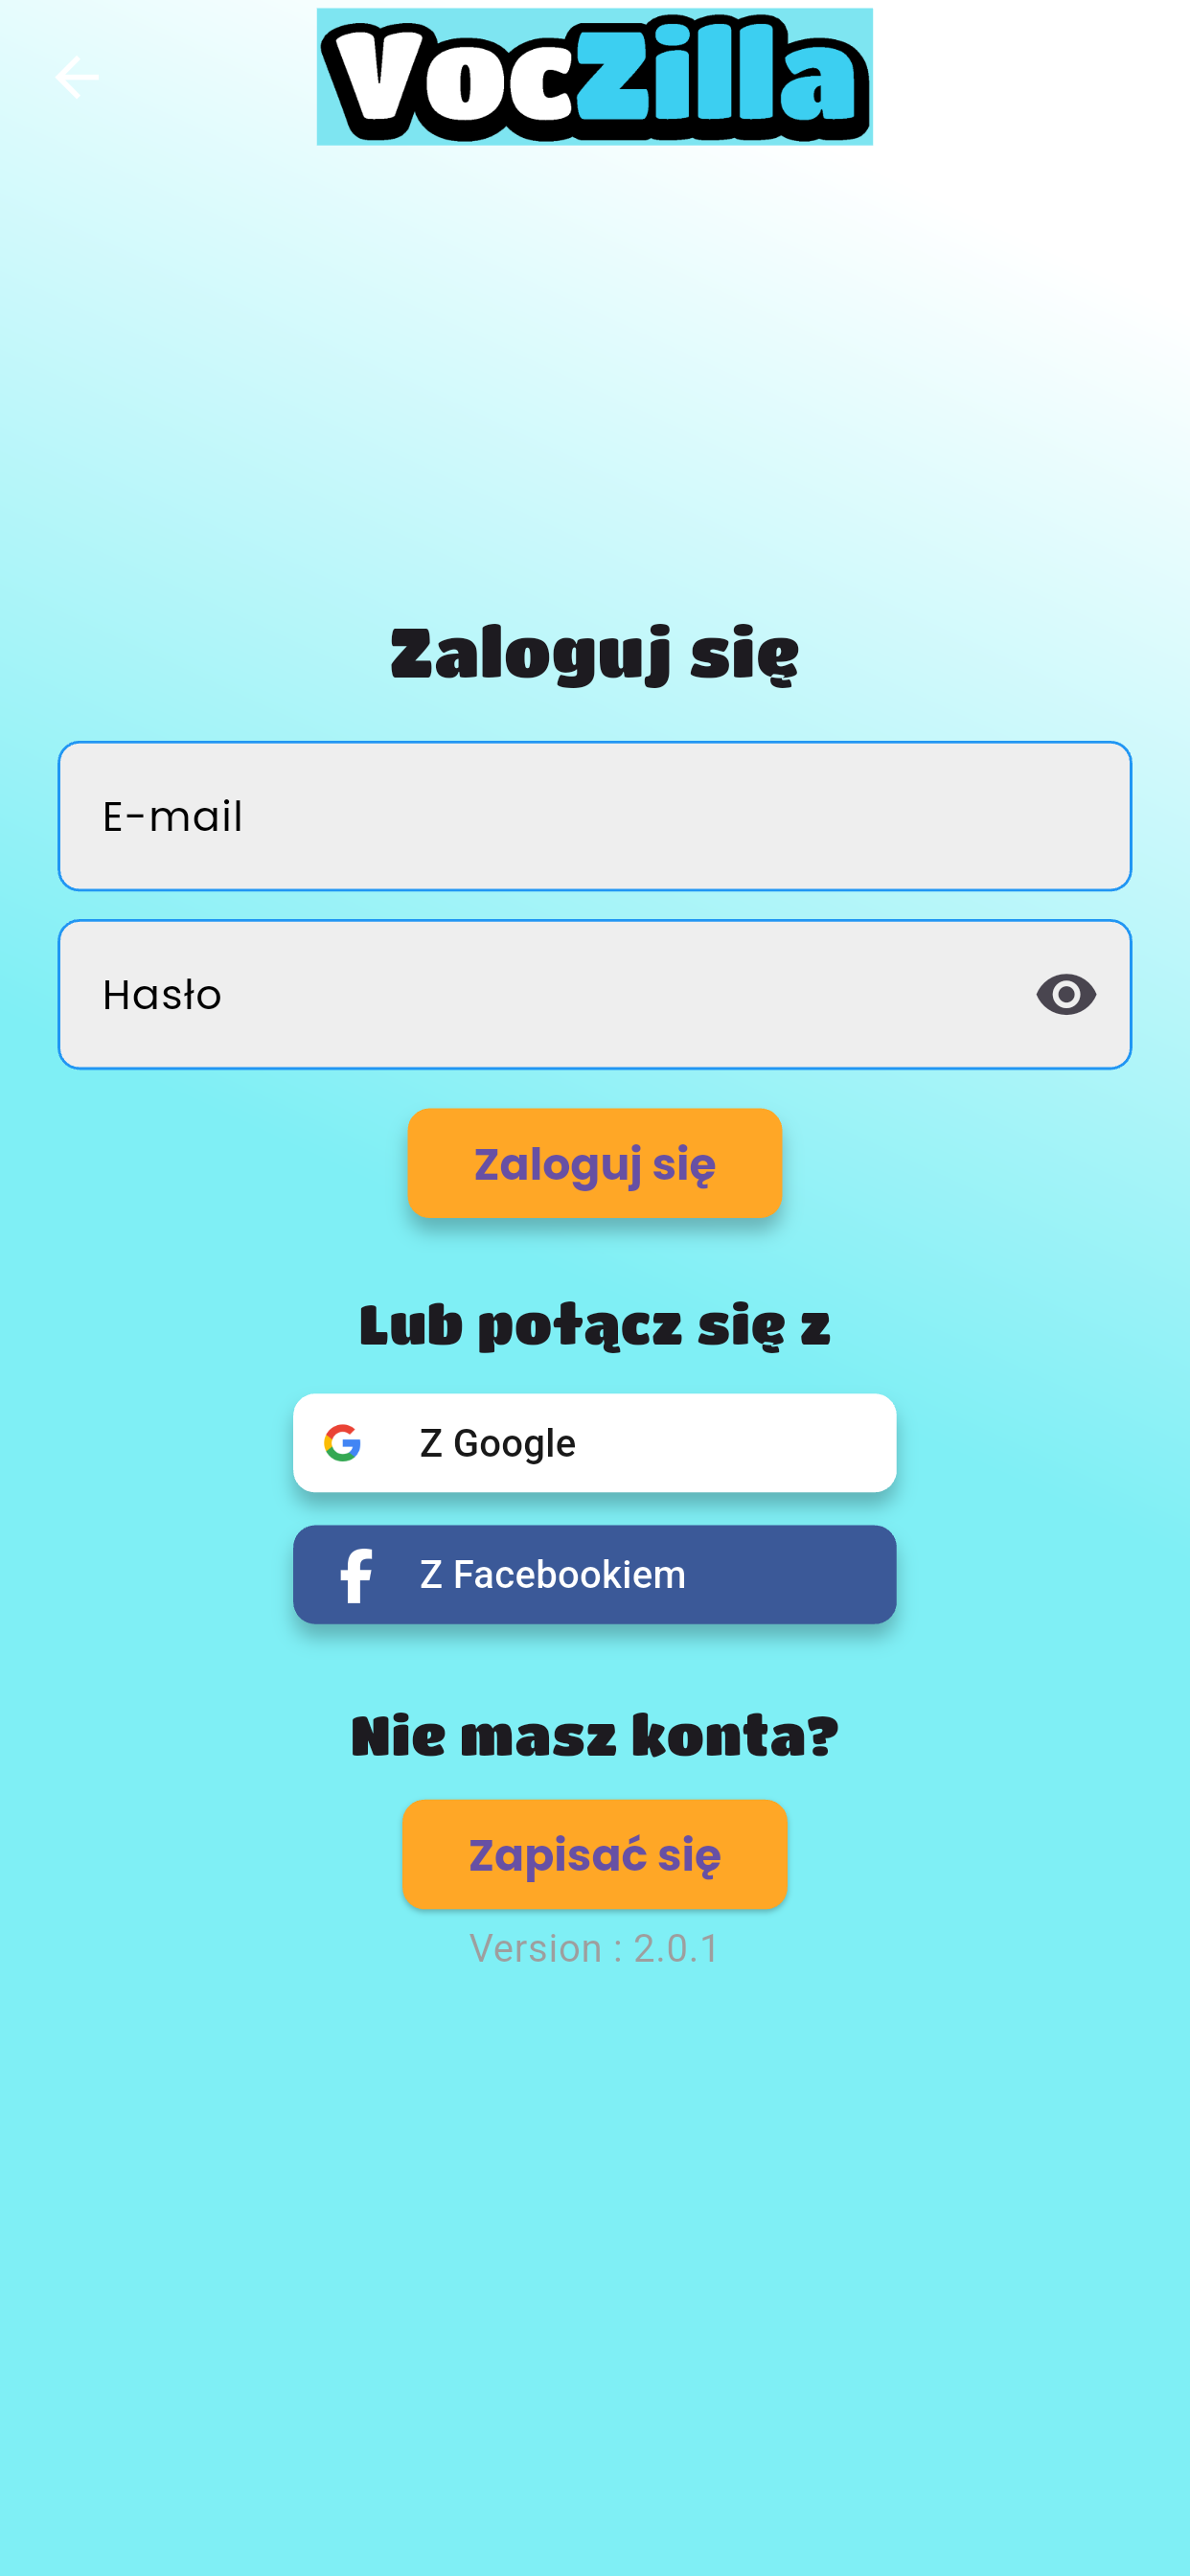 VocZilla
Zaloguj się
E-mail
Hasło
Zaloguj się
Lub połącz się z
Z Google
Z Facebookiem
Nie masz konta?
Zapisać się
Version : 2.0.1